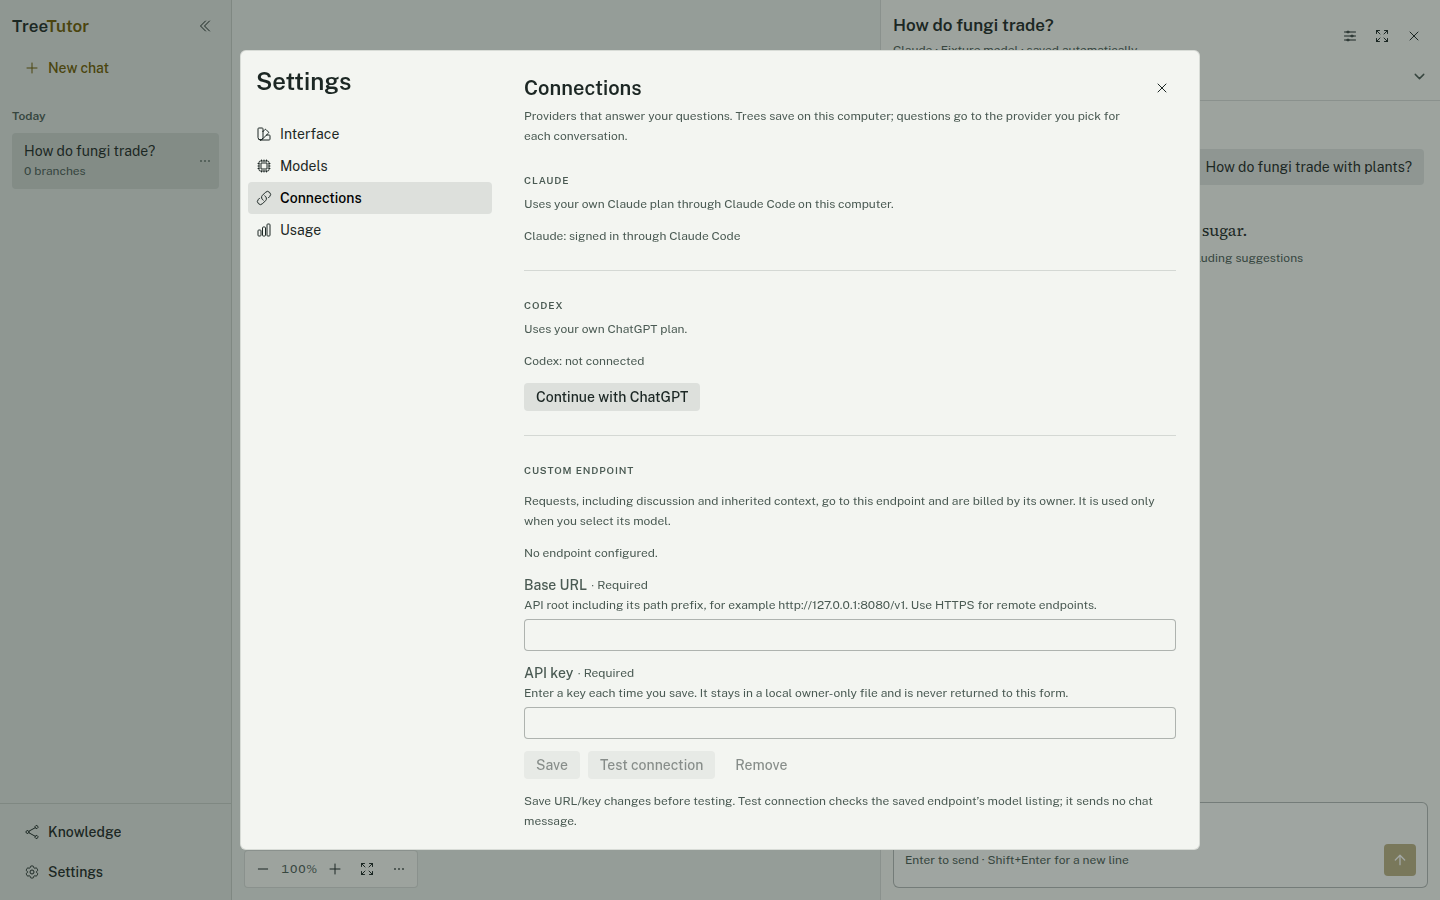 TreeTutor
New chat
Today
How do fungi trade?
0 branches
Knowledge
Settings
Settings
Interface
Models
Connections
Usage
Connections
Providers that answer your questions. Trees save on this computer; questions go to the provider you pick for
each conversation.
CLAUDE
Uses your own Claude plan through Claude Code on this computer.
Claude: signed in through Claude Code
CODEX
Uses your own ChatGPT plan.
Codex: not connected
Continue with ChatGPT
CUSTOM ENDPOINT
Requests, including discussion and inherited context, go to this endpoint and are billed by its owner. It is used only
when you select its model.
No endpoint configured.
Base URL · Required
API root including its path prefix, for example http://127.0.0.1:8080/v1. Use HTTPS for remote endpoints.
API key · Required
Enter a key each time you save. It stays in a local owner-only file and is never returned to this form.
Save
Test connection
Remove
Save URL/key changes before testing. Test connection checks the saved endpoint's model listing; it sends no chat
message.
100%
How do fungi trade?
Claude · Fixture model · saved automatically
How do fungi trade with plants?
sugar.
uding suggestions
Enter to send · Shift+Enter for a new line